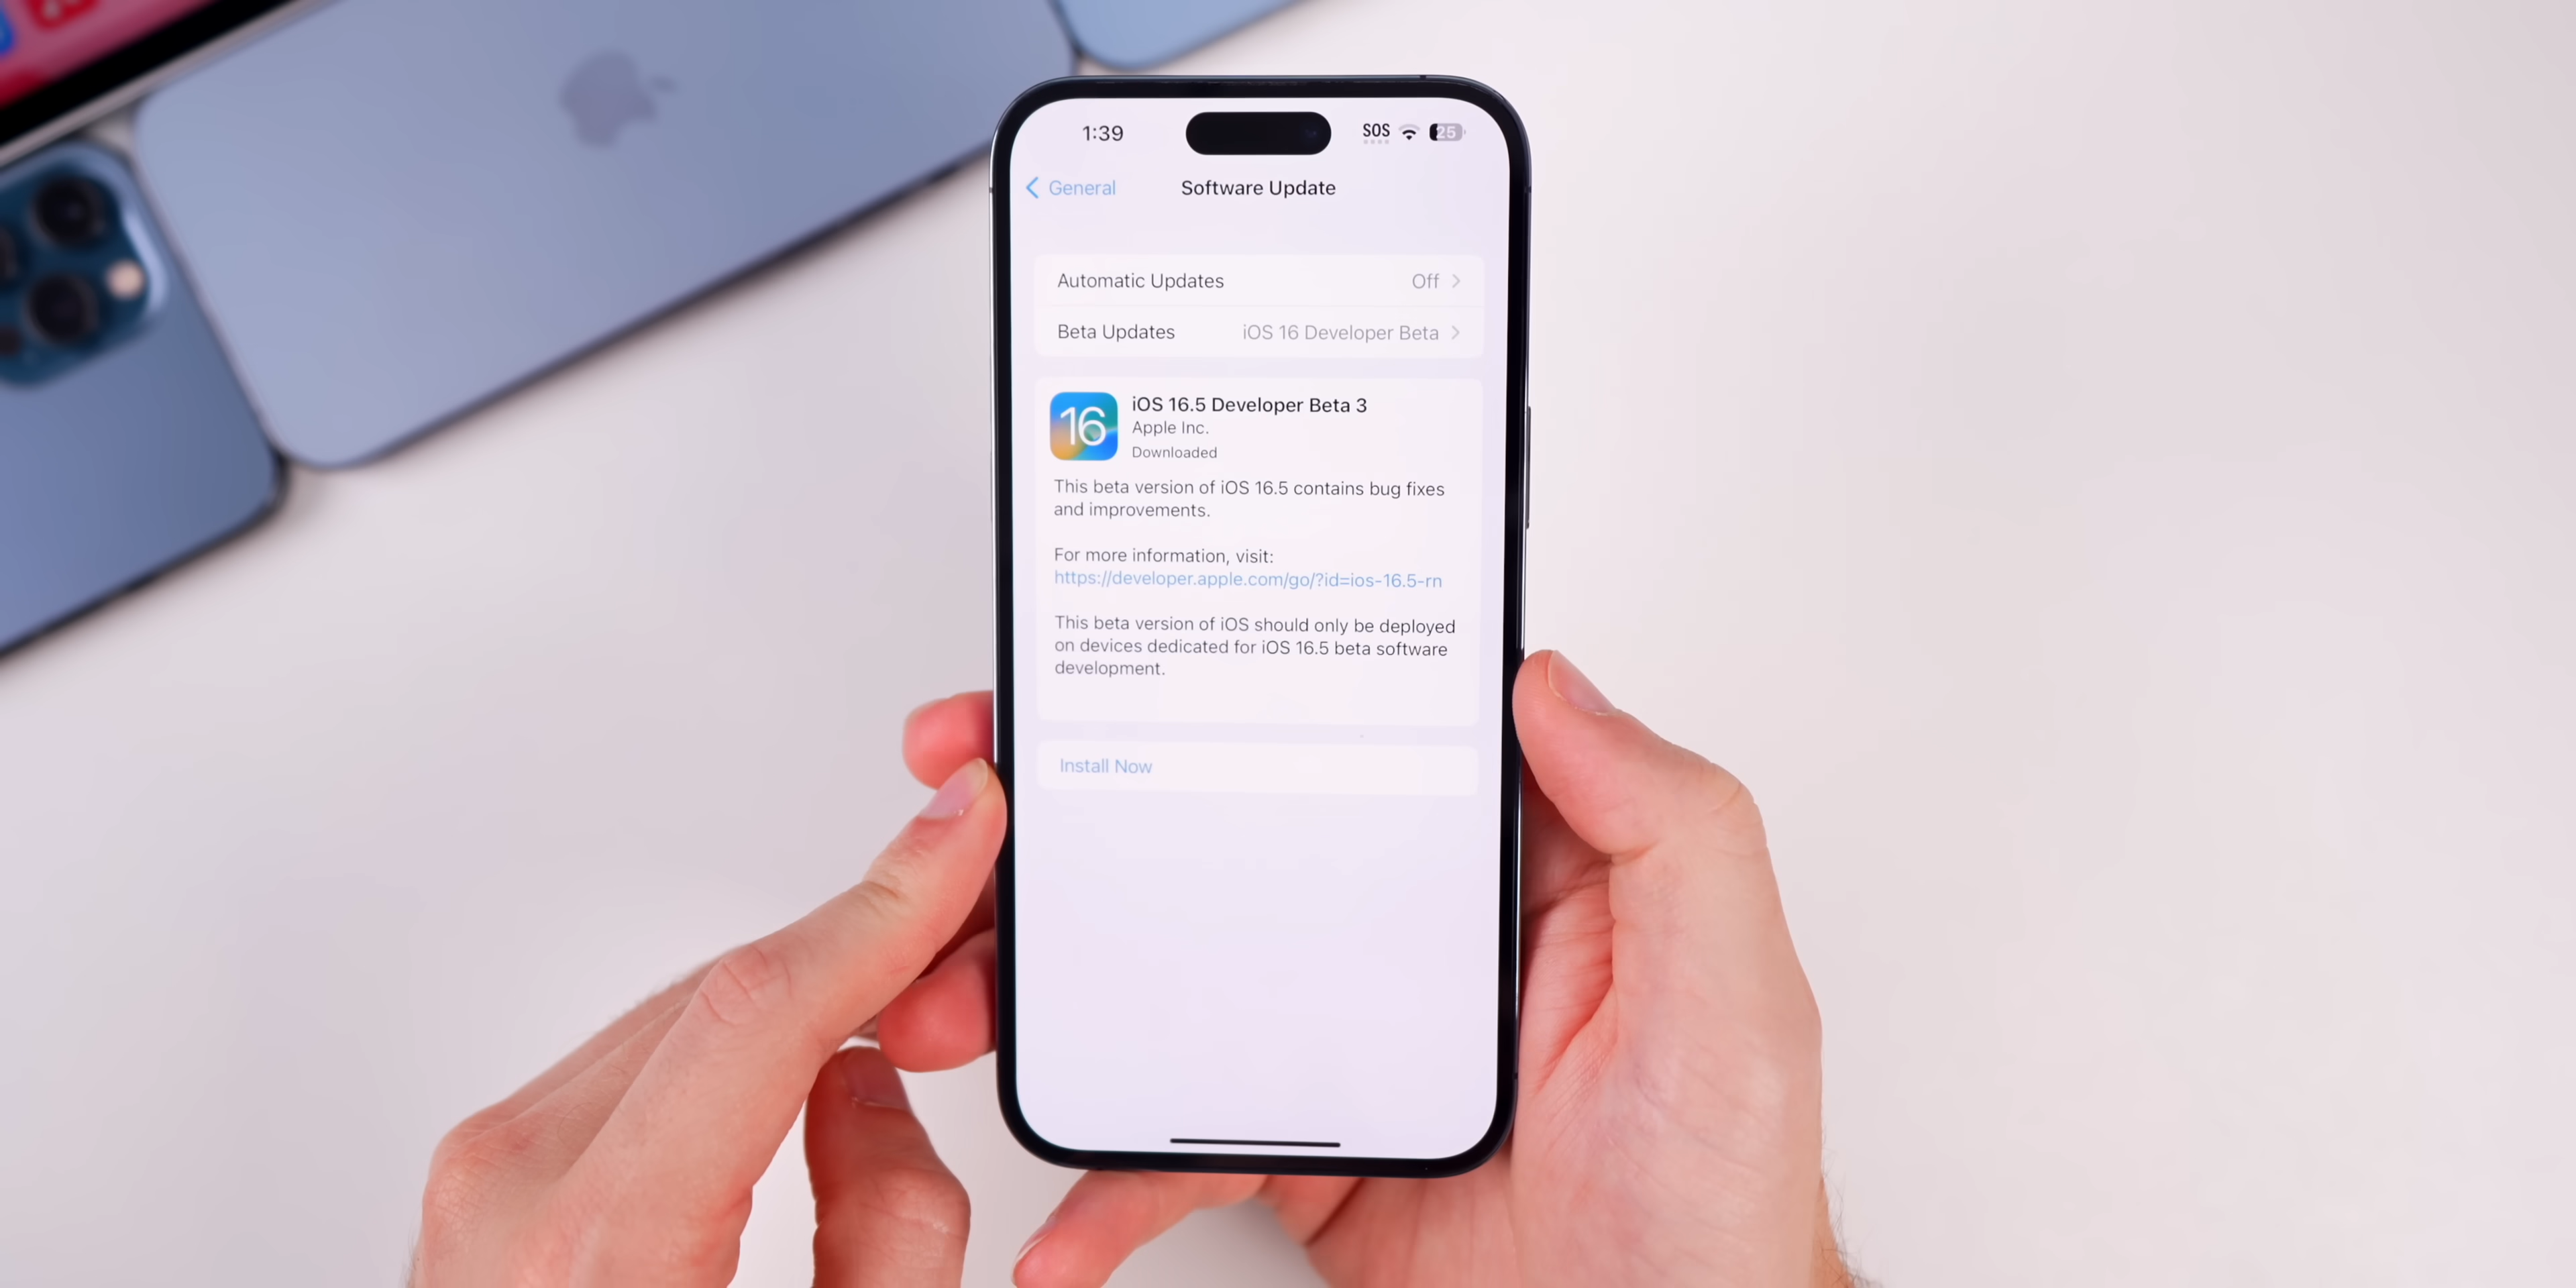 1:39
SOS 25
General
Software Update
Automatic Updates Off
Beta Updates iOS 16 Developer Beta
16
iOS 16.5 Developer Beta 3
Apple Inc.
Downloaded
This beta version of iOS 16.5 contains bug fixes
and improvements.
For more information, visit:
https://developer.apple.com/go/?id=ios-16.5-rn
This beta version of iOS should only be deployed
on devices dedicated for iOS 16.5 beta software
development.
Install Now